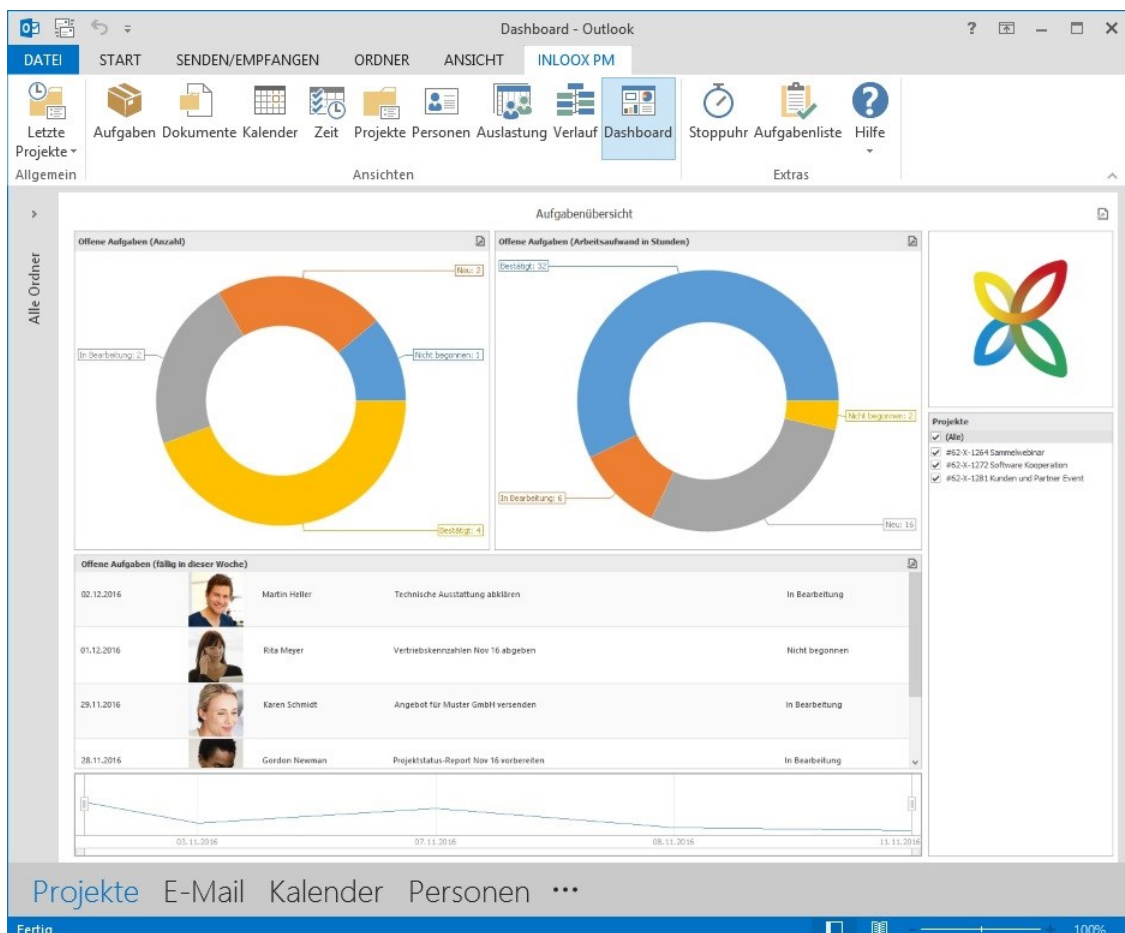 Dashboard - Outlook
?
DATEI START SENDEN/EMPFANGEN ORDNER ANSICHT INLOOX PM
Letzte Projekte
Aufgaben Dokumente Kalender Zeit Projekte Personen Auslastung Verlauf Dashboard Stoppuhr Aufgabenliste Hilfe
Allgemein Ansichten Extras
Alle Ordner
Aufgabenübersicht
Offene Aufgaben (Anzahl)
Neu: 2
In Bearbeitung: 2
Nicht begonnen: 1
Bestätigt: 4
Offene Aufgaben (Arbeitsaufwand in Stunden)
Bestätigt: 32
Nicht begonnen: 2
In Bearbeitung: 6
Neu: 16
Projekte
(Alle)
#62-X-1264 Sammelwebinar
#62-X-1272 Software Kooperation
#62-X-1281 Kunden und Partner Event
Offene Aufgaben (fällig in dieser Woche)
02.12.2016 Martin Heller Technische Ausstattung abklären In Bearbeitung
01.12.2016 Rita Meyer Vertriebskennzahlen Nov 16 abgeben Nicht begonnen
29.11.2016 Karen Schmidt Angebot für Muster GmbH versenden In Bearbeitung
28.11.2016 Gordon Newman Projektstatus-Report Nov 16 vorbereiten In Bearbeitung
03.11.2016 07.11.2016 08.11.2016 11.11.2016
Projekte E-Mail Kalender Personen •••
Fertig 100%